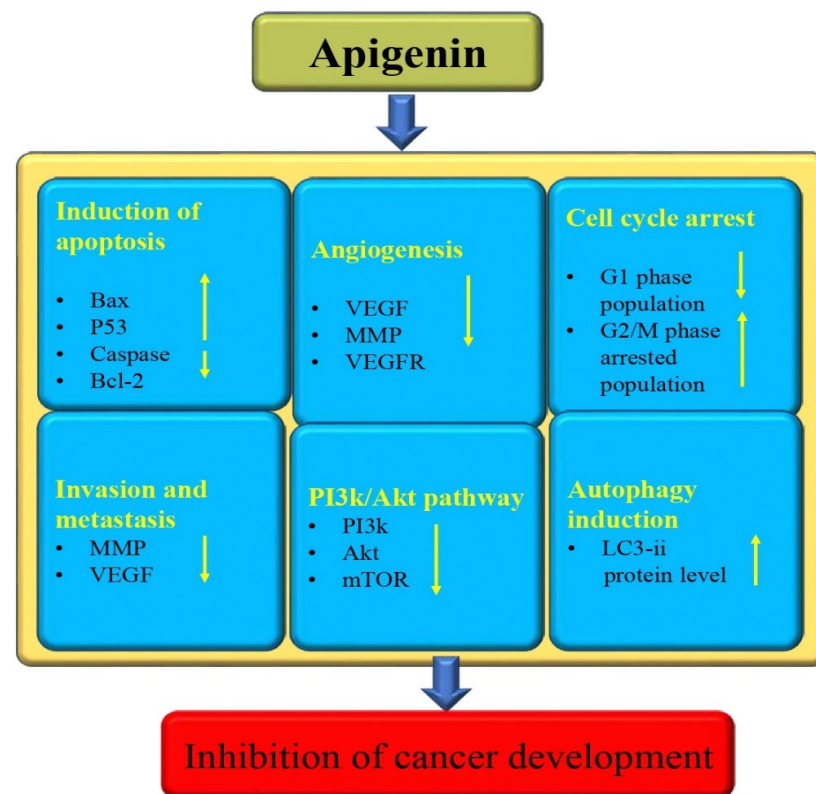 Apigenin
Induction of
apoptosis
• Bax
• P53
• Caspase
• Bcl-2
Angiogenesis
• VEGF
• MMP
• VEGFR
Cell cycle arrest
• G1 phase
population
• G2/M phase
arrested
population
Invasion and
metastasis
• MMP
• VEGF
PI3k/Akt pathway
• PI3k
• Akt
• mTOR
Autophagy
induction
• LC3-ii
protein level
Inhibition of cancer development